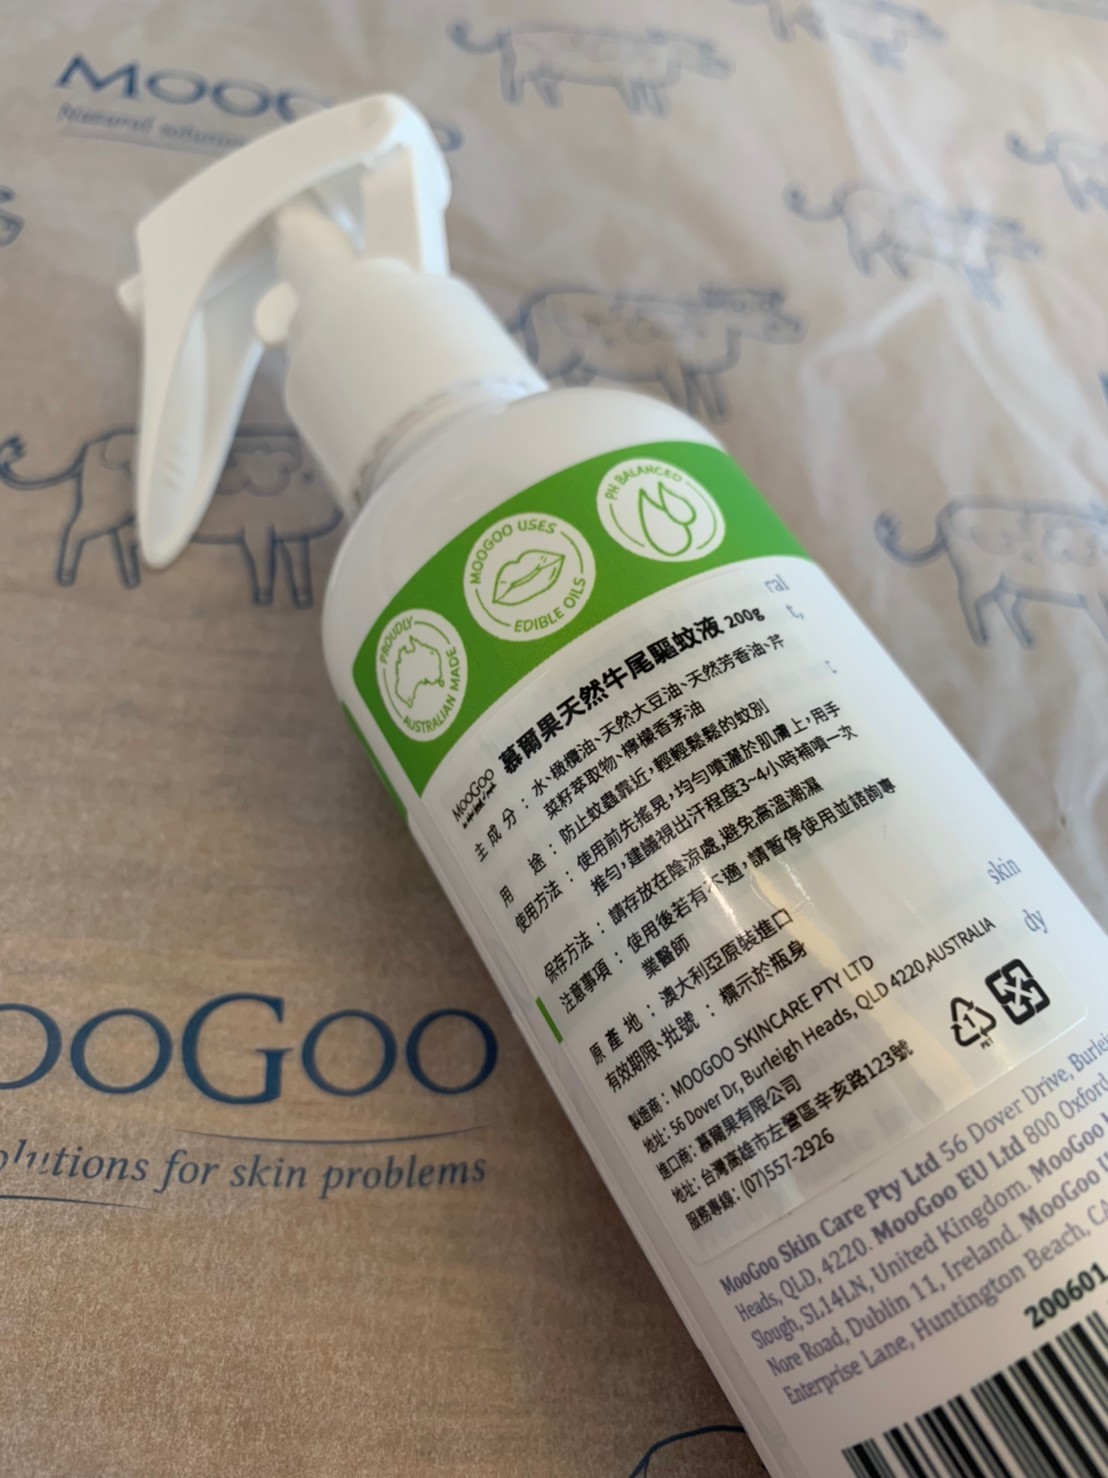 Natural solution
PROUDLY
AUSTRALIAN MADE
MOOGOO USES
EDIBLE OILS
PH BALANCED
ral
t,
MooGoo
慕爾果天然牛尾驅蚊液 200g
主成分：水、橄欖油、天然大豆油、天然芳香油、芹
菜籽萃取物、檸檬香茅油
用途：防止蚊蟲靠近，輕輕鬆鬆的蚊別
使用方法：使用前先搖晃，均勻噴灑於肌膚上，用手
推勻，建議視出汗程度3~4小時補噴一次
保存方法：請存放在陰涼處,避免高溫潮濕
注意事項：使用後若有不適，請暫停使用並諮詢專
業醫師
原產地：澳大利亞原裝進口
有效期限、批號：標示於瓶身
製造商：MOOGOO SKINCARE PTY LTD
地址: 56 Dover Dr, Burleigh Heads, QLD 4220,AUSTRALIA
進口商: 慕爾果有限公司
地址: 台灣高雄市左營區辛亥路123號
服務專線: (07)557-2926
1
PET
skin
dy
ooGoo
solutions for skin problems
MooGoo Skin Care Pty Ltd 56 Dover Drive, Burlei
Heads, QLD, 4220. MooGoo EU Ltd 800 Oxford
Slough, SL14LN, United Kingdom. MooGoo
Nore Road, Dublin 11, Ireland. MooGoo U
Enterprise Lane, Huntington Beach, CA
200601